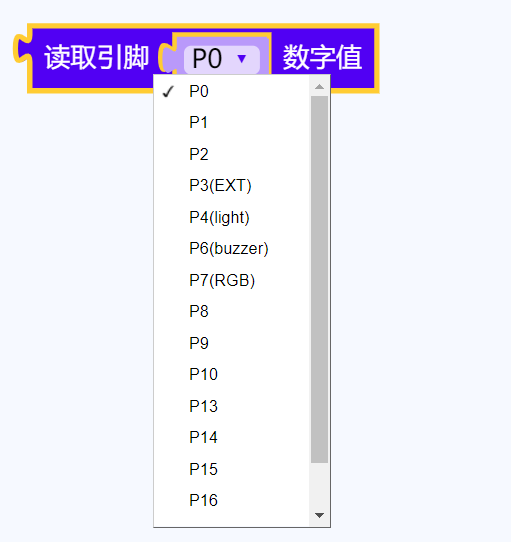 读取引脚 P0 ▼ 数字值
✓ P0
P1
P2
P3(EXT)
P4(light)
P6(buzzer)
P7(RGB)
P8
P9
P10
P13
P14
P15
P16